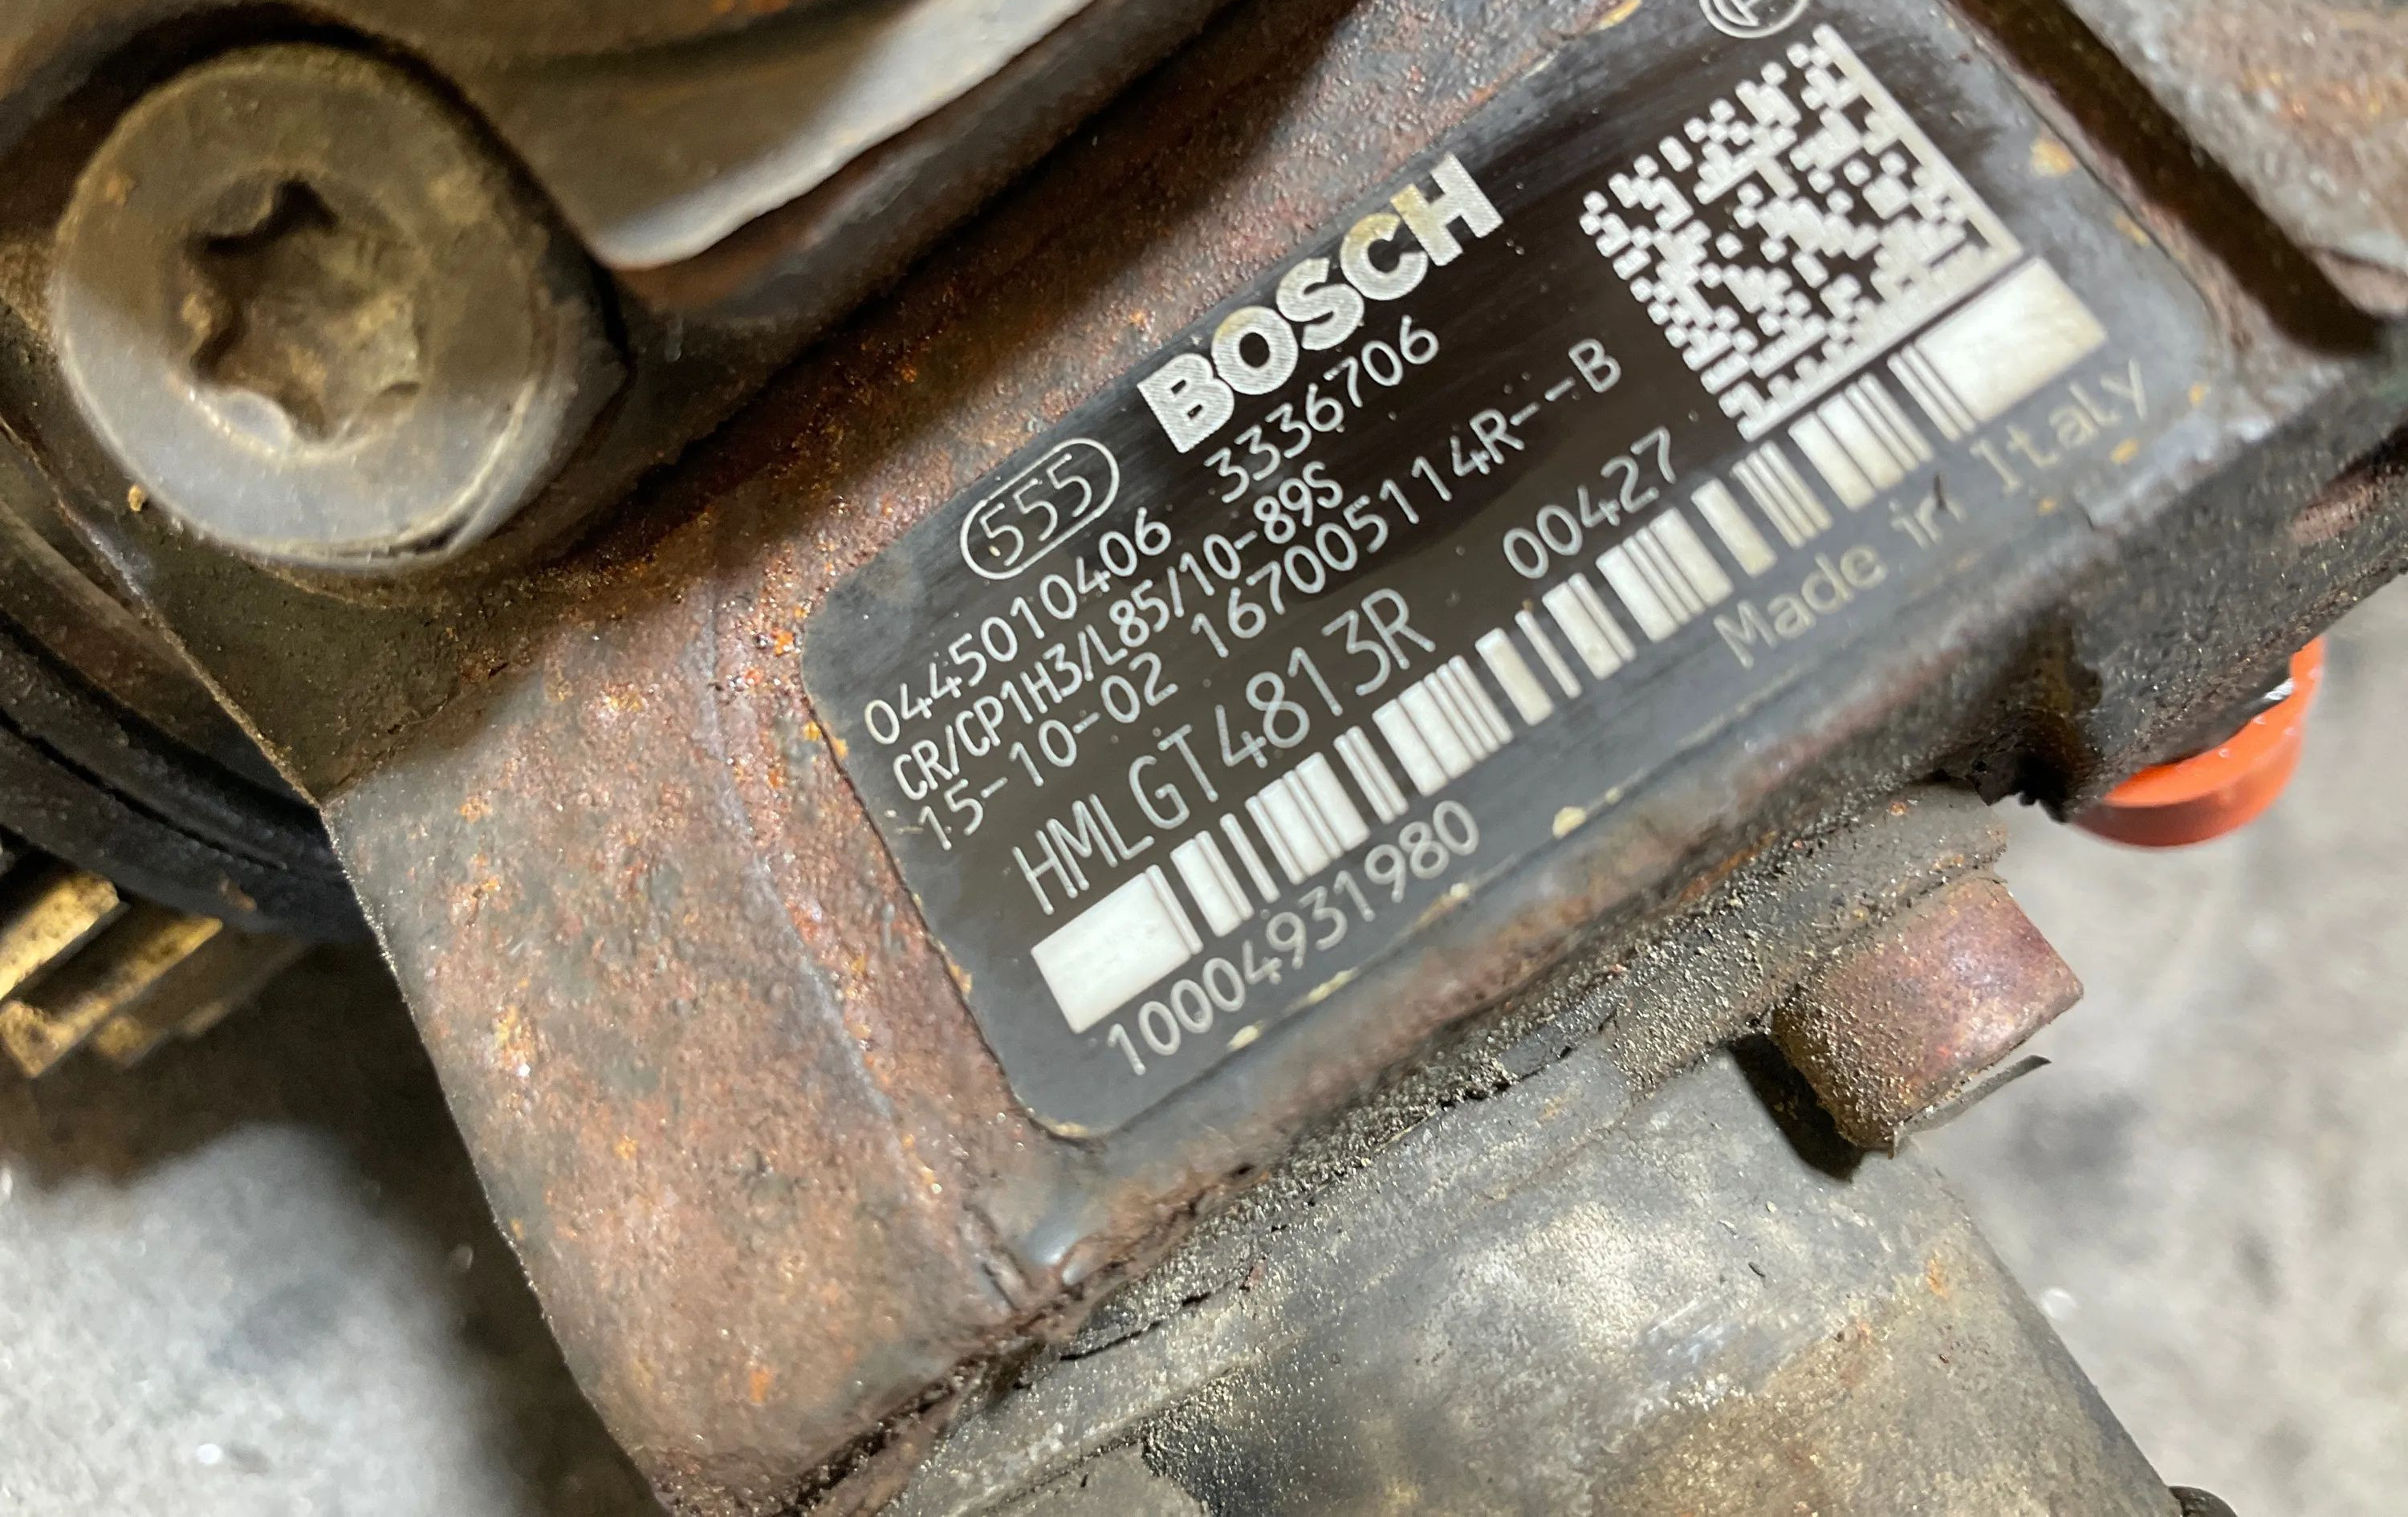 BOSCH
555
0445010406 3336706
CR/CP1H3/L85/10-89S
15-10-02 167005114R--B
HMLGT4813R 00427
10004931980
Made in Italy